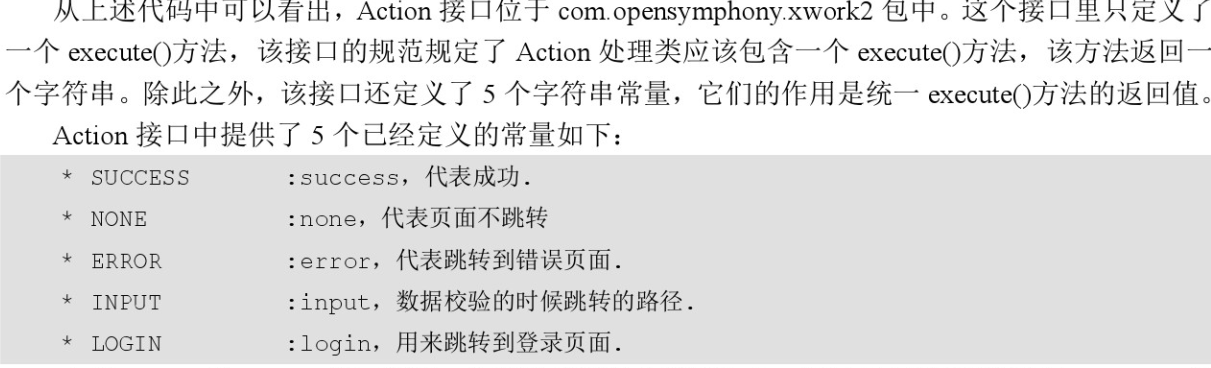 从上述代码中可以看出，Action 接口位于 com.opensymphony.xwork2 包中。这个接口里只定义了
一个 execute()方法，该接口的规范规定了 Action 处理类应该包含一个 execute()方法，该方法返回一
个字符串。除此之外，该接口还定义了 5 个字符串常量，它们的作用是统一 execute()方法的返回值。
Action 接口中提供了 5 个已经定义的常量如下：
* SUCCESS :success，代表成功.
* NONE :none，代表页面不跳转
* ERROR :error，代表跳转到错误页面.
* INPUT :input，数据校验的时候跳转的路径.
* LOGIN :login，用来跳转到登录页面.